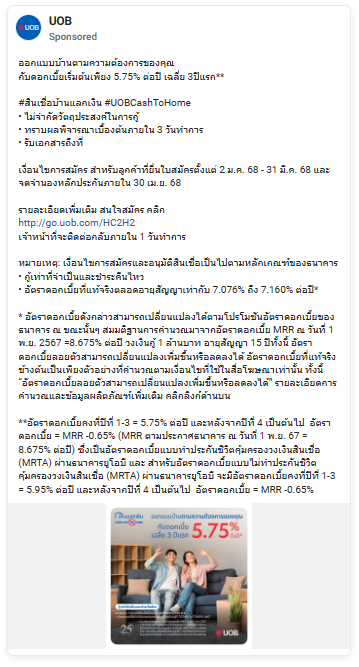 UOB
UOB
Sponsored
ออกแบบบ้านตามความต้องการของคุณ
กับดอกเบี้ยเริ่มต้นเพียง 5.75% ต่อปี เฉลี่ย 3ปีแรก**
#สินเชื่อบ้านแลกเงิน #UOBCashToHome
• ไม่จำกัดวัตถุประสงค์ในการกู้
• ทราบผลพิจารณาเบื้องต้นภายใน 3 วันทำการ
• รับเอกสารถึงที่
เงื่อนไขการสมัคร สำหรับลูกค้าที่ยื่นใบสมัครตั้งแต่ 2 ม.ค. 68 - 31 มี.ค. 68 และ
จดจำนองหลักประกันภายใน 30 เม.ย. 68
รายละเอียดเพิ่มเติม สนใจสมัคร คลิก
http://go.uob.com/HC2H2
เจ้าหน้าที่จะติดต่อกลับภายใน 1 วันทำการ
หมายเหตุ: เงื่อนไขการสมัครและอนุมัติสินเชื่อเป็นไปตามหลักเกณฑ์ของธนาคาร
• กู้เท่าที่จำเป็นและชำระคืนไหว
• อัตราดอกเบี้ยที่แท้จริงตลอดอายุสัญญาเท่ากับ 7.076% ถึง 7.160% ต่อปี*
* อัตราดอกเบี้ยดังกล่าวสามารถเปลี่ยนแปลงได้ตามโปรโมชันอัตราดอกเบี้ยของ
ธนาคาร ณ ขณะนั้นๆ สมมติฐานการคำนวณมาจากอัตราดอกเบี้ย MRR ณ วันที่ 1
พ.ย. 2567 =8.675% ต่อปี วงเงินกู้ 1 ล้านบาท อายุสัญญา 15 ปีทั้งนี้ อัตรา
ดอกเบี้ยลอยตัวสามารถเปลี่ยนแปลงเพิ่มขึ้นหรือลดลงได้ อัตราดอกเบี้ยที่แท้จริง
ข้างต้นเป็นเพียงตัวอย่างที่คำนวณตามเงื่อนไขที่ใช้ในสื่อโฆษณาเท่านั้น ทั้งนี้
"อัตราดอกเบี้ยลอยตัวสามารถเปลี่ยนแปลงเพิ่มขึ้นหรือลดลงได้" รายละเอียดการ
คำนวณและข้อมูลผลิตภัณฑ์เพิ่มเติม คลิกลิงก์ด้านบน
**อัตราดอกเบี้ยคงที่ปีที่ 1-3 = 5.75% ต่อปี และหลังจากปีที่ 4 เป็นต้นไป อัตรา
ดอกเบี้ย = MRR -0.65% (MRR ตามประกาศธนาคาร ณ วันที่ 1 พ.ย. 67 =
8.675% ต่อปี) ซึ่งเป็นอัตราดอกเบี้ยแบบทำประกันชีวิตคุ้มครองวงเงินสินเชื่อ
(MRTA) ผ่านธนาคารยูโอบี และ สำหรับอัตราดอกเบี้ยแบบไม่ทำประกันชีวิต
คุ้มครองวงเงินสินเชื่อ (MRTA) ผ่านธนาคารยูโอบี จะมีอัตราดอกเบี้ยคงที่ปีที่ 1-3
= 5.95% ต่อปี และหลังจากปีที่ 4 เป็นต้นไป อัตราดอกเบี้ย = MRR -0.65%
ออกแบบบ้านตามความต้องการของคุณ
กับดอกเบี้ย
เฉลี่ย 3 ปีแรก 5.75%
25
UOB